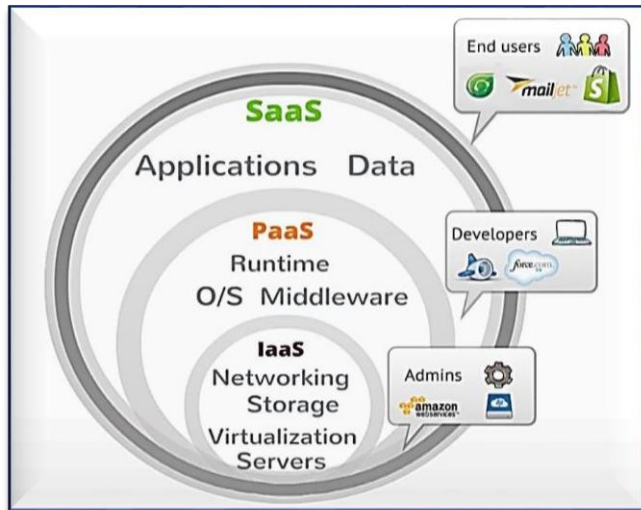 End users
mailjet
SaaS
Applications Data
Developers
force.com
PaaS
Runtime
O/S Middleware
Admins
amazon
webservices™
IaaS
Networking
Storage
Virtualization
Servers